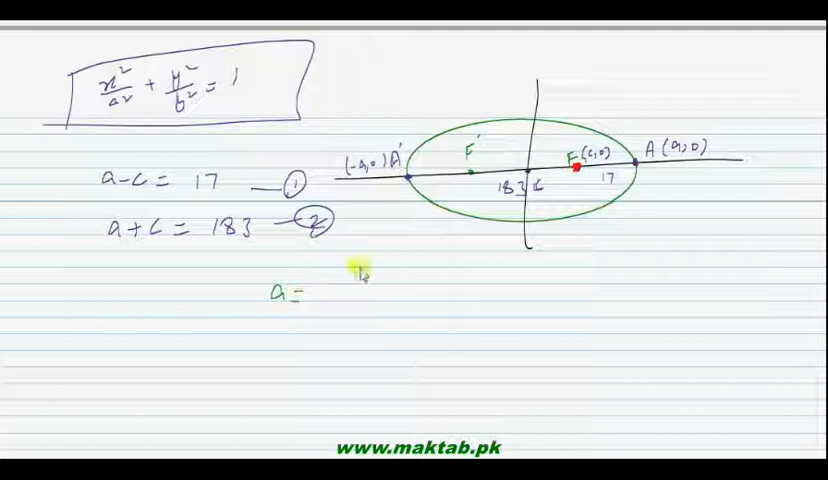 x²/a² + y²/b² = 1
(-a,0) A' F' F (c,0) A (a,0)
a-c = 17 — ①
183 c 17
a+c = 183 — ②
a =
www.maktab.pk